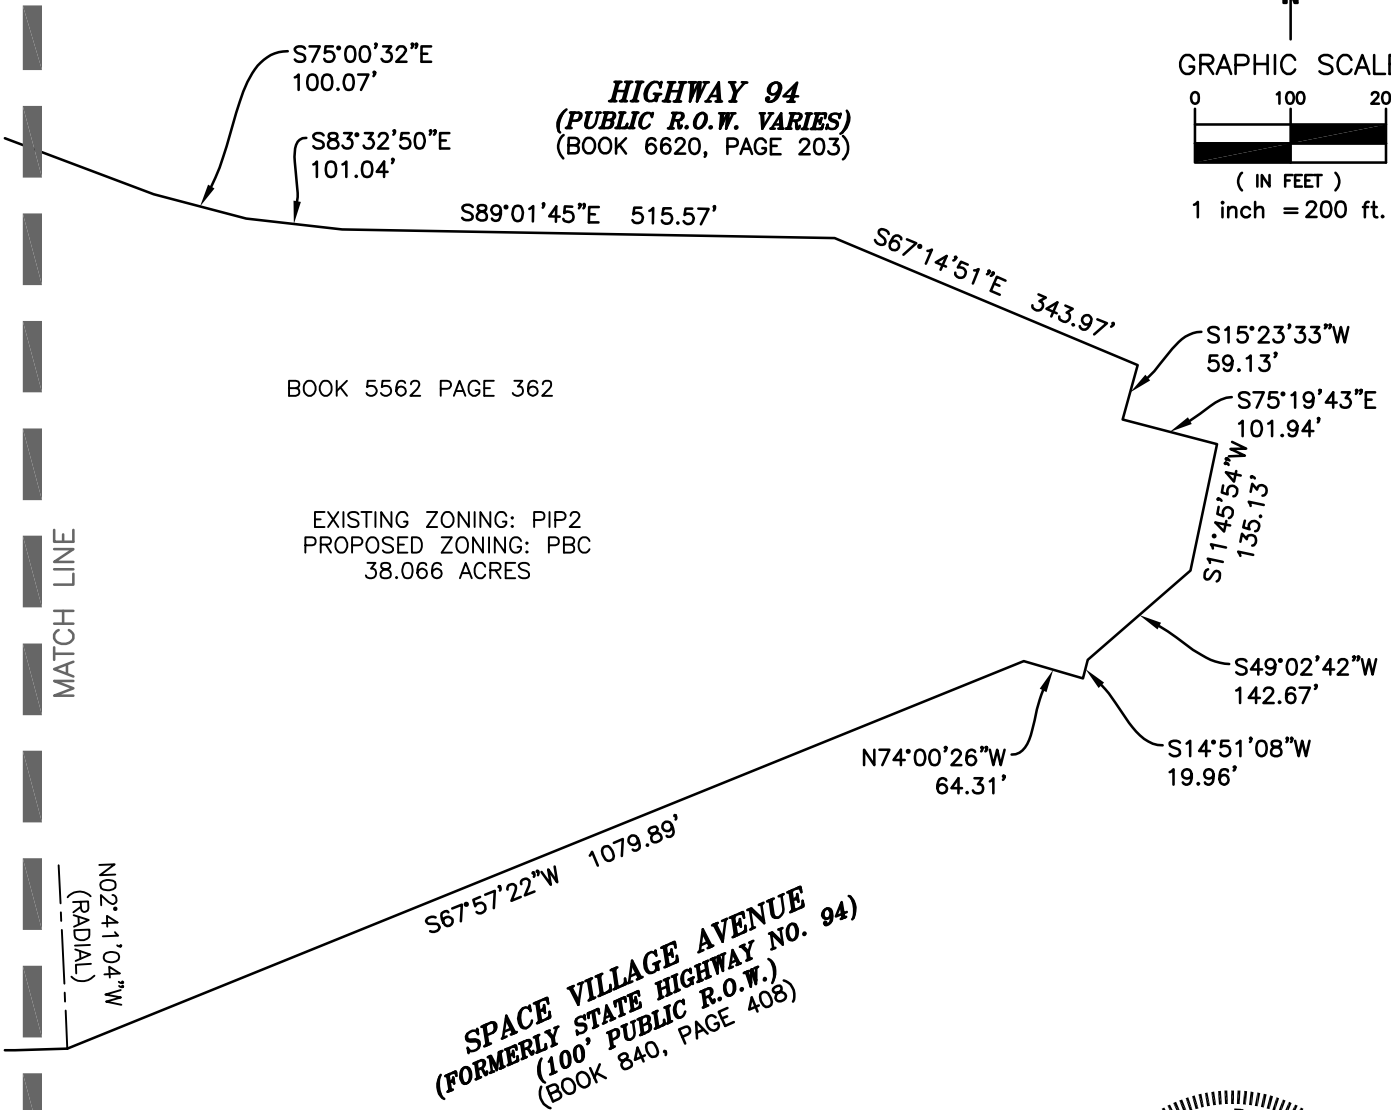 N
GRAPHIC SCALE
0 100 20
( IN FEET )
1 inch = 200 ft.
S75°00'32"E
100.07'
S83°32'50"E
101.04'
HIGHWAY 94
(PUBLIC R.O.W. VARIES)
(BOOK 6620, PAGE 203)
S89°01'45"E 515.57'
S67°14'51"E 343.97'
S15°23'33"W
59.13'
S75°19'43"E
101.94'
S11°45'54"W
135.13'
BOOK 5562 PAGE 362
EXISTING ZONING: PIP2
PROPOSED ZONING: PBC
38.066 ACRES
MATCH LINE
S49°02'42"W
142.67'
S14°51'08"W
19.96'
N74°00'26"W
64.31'
S67°57'22"W 1079.89'
N02°41'04"W
(RADIAL)
SPACE VILLAGE AVENUE
(FORMERLY STATE HIGHWAY NO. 94)
(100' PUBLIC R.O.W.)
(BOOK 840, PAGE 408)